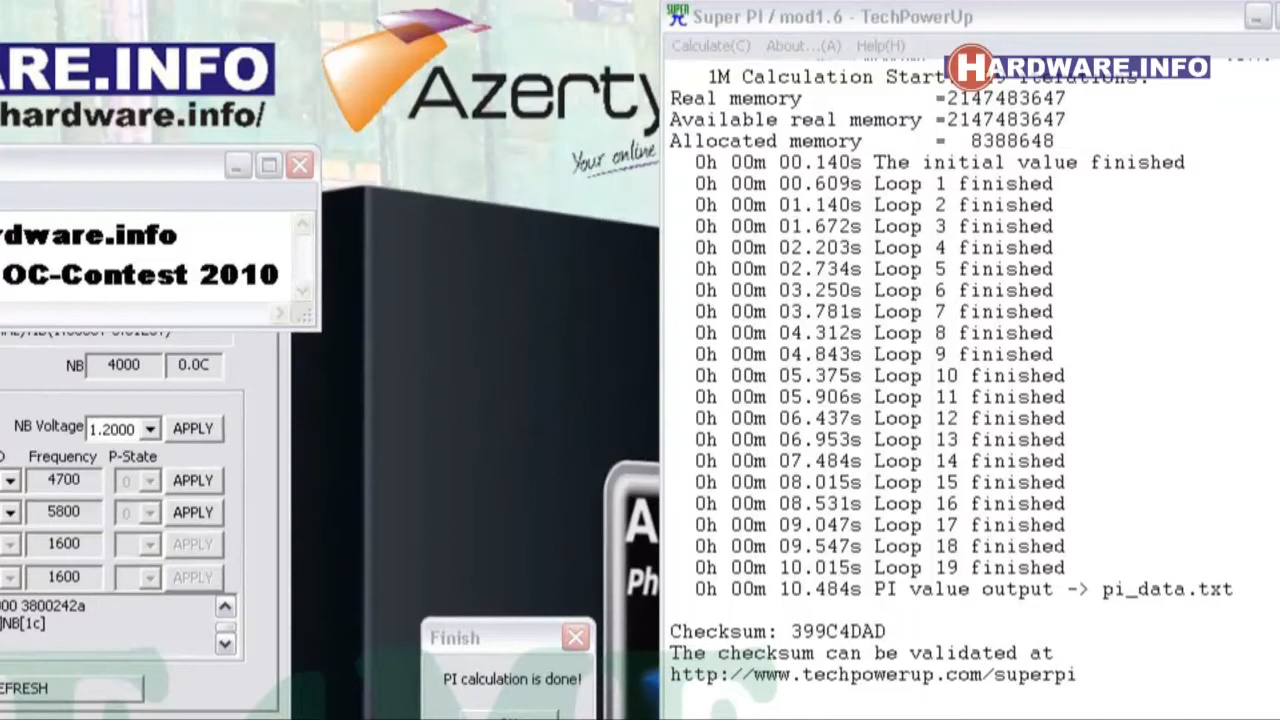 ARE.INFO
hardware.info/
Azerty
Your online
rdware.info
OC-Contest 2010
NB 4000 0.0C
NB Voltage 1.2000 APPLY
Frequency P-State
4700 0 APPLY
5800 0 APPLY
1600 APPLY
1600 APPLY
00 3800242a
]NB[1c]
EFRESH
A
Ph
Finish
PI calculation is done!
Super PI / mod1.6 - TechPowerUp
Calculate(C) About...(A) Help(H)
HARDWARE.INFO
1M Calculation Start iterations.
Real memory =2147483647
Available real memory =2147483647
Allocated memory = 8388648
0h 00m 00.140s The initial value finished
0h 00m 00.609s Loop 1 finished
0h 00m 01.140s Loop 2 finished
0h 00m 01.672s Loop 3 finished
0h 00m 02.203s Loop 4 finished
0h 00m 02.734s Loop 5 finished
0h 00m 03.250s Loop 6 finished
0h 00m 03.781s Loop 7 finished
0h 00m 04.312s Loop 8 finished
0h 00m 04.843s Loop 9 finished
0h 00m 05.375s Loop 10 finished
0h 00m 05.906s Loop 11 finished
0h 00m 06.437s Loop 12 finished
0h 00m 06.953s Loop 13 finished
0h 00m 07.484s Loop 14 finished
0h 00m 08.015s Loop 15 finished
0h 00m 08.531s Loop 16 finished
0h 00m 09.047s Loop 17 finished
0h 00m 09.547s Loop 18 finished
0h 00m 10.015s Loop 19 finished
0h 00m 10.484s PI value output -> pi_data.txt
Checksum: 399C4DAD
The checksum can be validated at
http://www.techpowerup.com/superpi